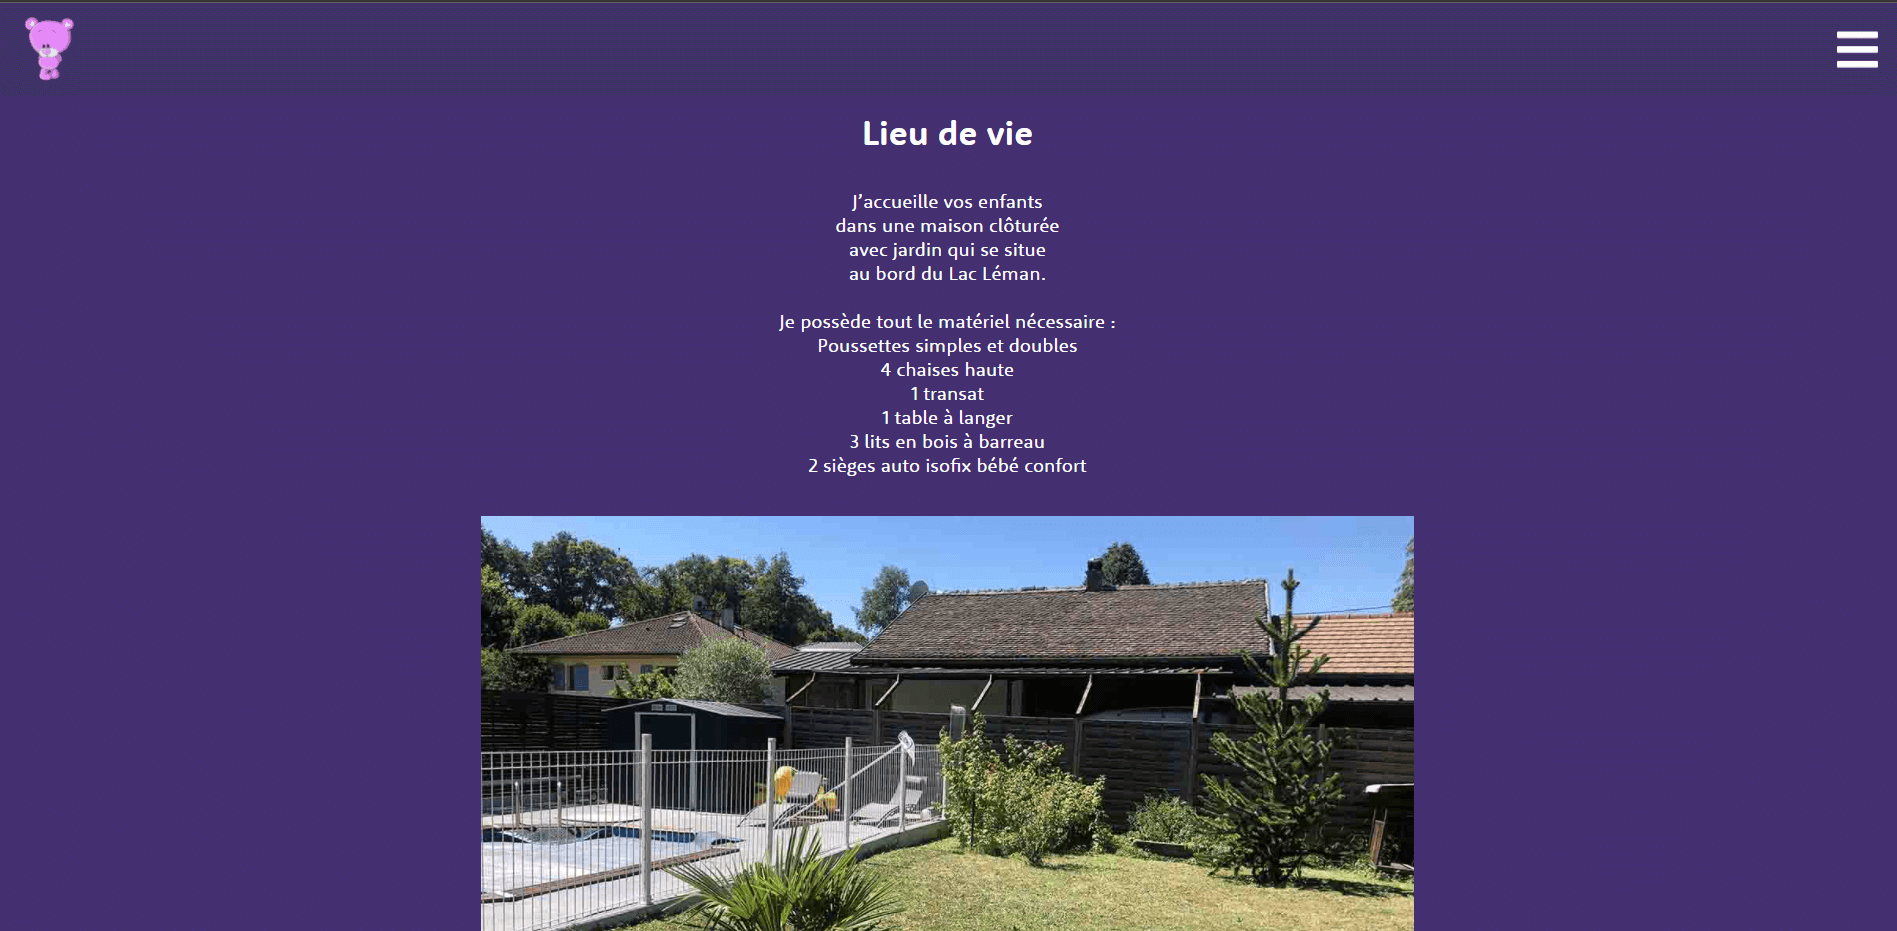 Lieu de vie
J’accueille vos enfants
dans une maison clôturée
avec jardin qui se situe
au bord du Lac Léman.
Je possède tout le matériel nécessaire :
Poussettes simples et doubles
4 chaises haute
1 transat
1 table à langer
3 lits en bois à barreau
2 sièges auto isofix bébé confort